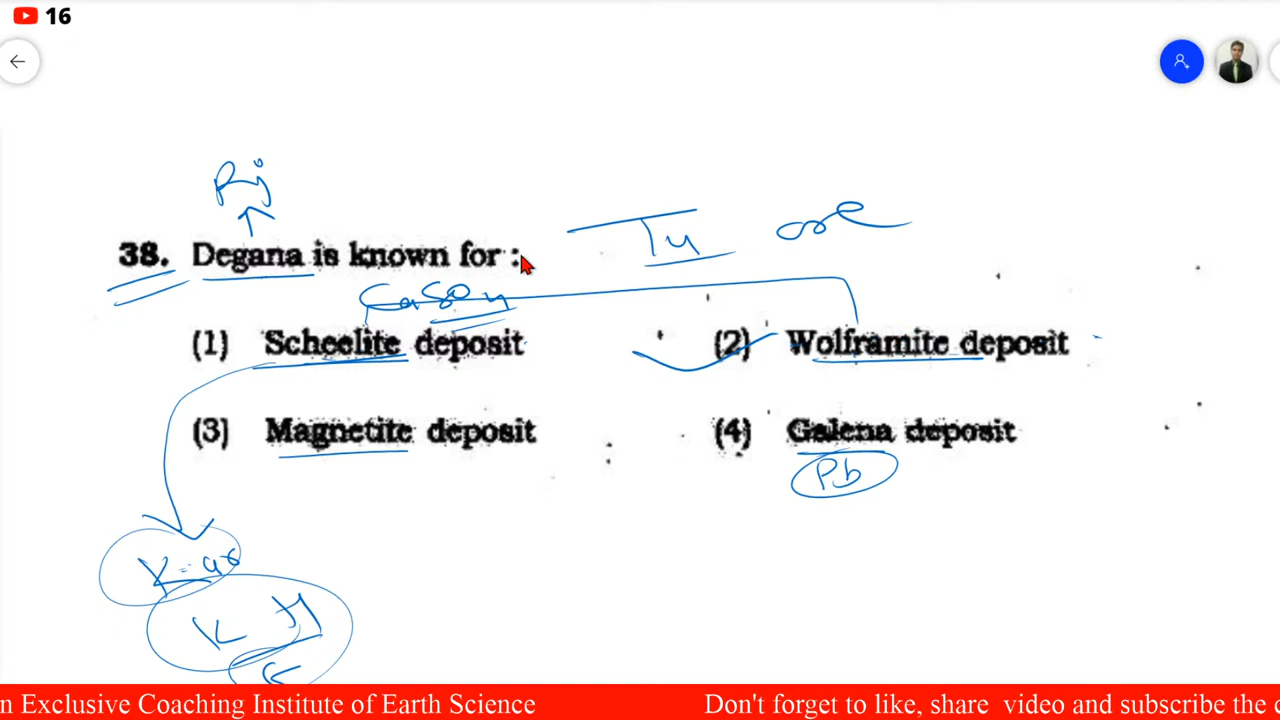 16
Rj
Tu ore
38. Degana is known for :
CaSO4
(1) Scheelite deposit
(2) Wolframite deposit
(3) Magnetite deposit
(4) Galena deposit
Pb
K
K H
n Exclusive Coaching Institute of Earth Science
Don't forget to like, share video and subscribe the c